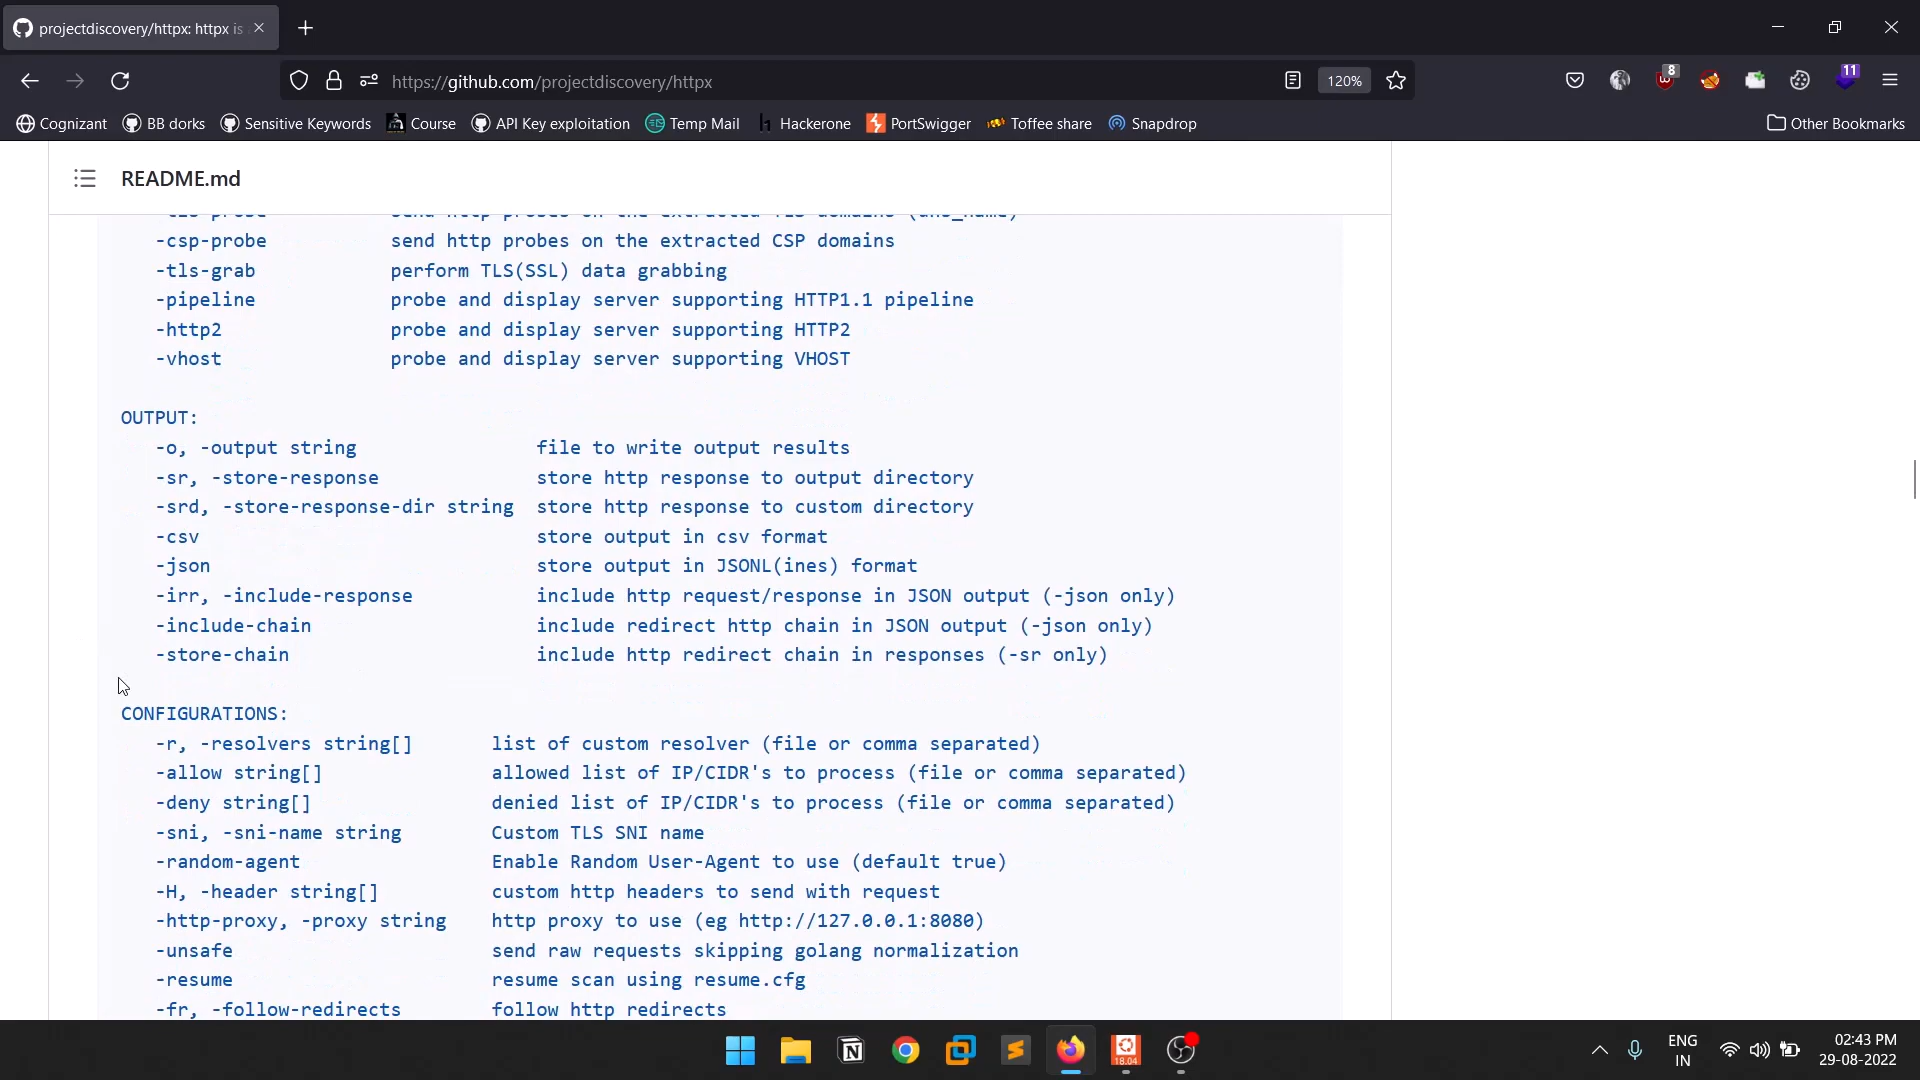 projectdiscovery/httpx: httpx is
https://github.com/projectdiscovery/httpx
120%
8
11
Cognizant
BB dorks
Sensitive Keywords
Course
API Key exploitation
Temp Mail
Hackerone
PortSwigger
Toffee share
Snapdrop
Other Bookmarks
README.md
-csp-probe send http probes on the extracted CSP domains
-tls-grab perform TLS(SSL) data grabbing
-pipeline probe and display server supporting HTTP1.1 pipeline
-http2 probe and display server supporting HTTP2
-vhost probe and display server supporting VHOST
OUTPUT:
-o, -output string file to write output results
-sr, -store-response store http response to output directory
-srd, -store-response-dir string store http response to custom directory
-csv store output in csv format
-json store output in JSONL(ines) format
-irr, -include-response include http request/response in JSON output (-json only)
-include-chain include redirect http chain in JSON output (-json only)
-store-chain include http redirect chain in responses (-sr only)
CONFIGURATIONS:
-r, -resolvers string[] list of custom resolver (file or comma separated)
-allow string[] allowed list of IP/CIDR's to process (file or comma separated)
-deny string[] denied list of IP/CIDR's to process (file or comma separated)
-sni, -sni-name string Custom TLS SNI name
-random-agent Enable Random User-Agent to use (default true)
-H, -header string[] custom http headers to send with request
-http-proxy, -proxy string http proxy to use (eg http://127.0.0.1:8080)
-unsafe send raw requests skipping golang normalization
-resume resume scan using resume.cfg
-fr, -follow-redirects follow http redirects
18.04
ENG
IN
02:43 PM
29-08-2022